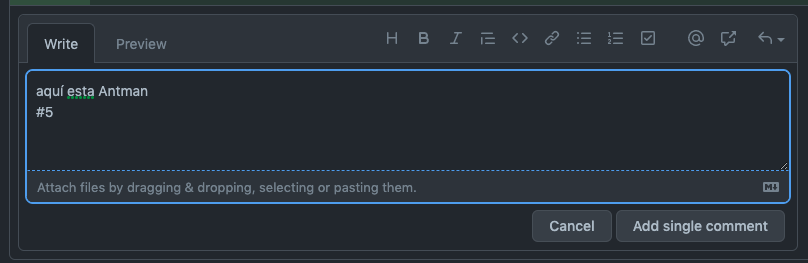 Write Preview H B I <> @
aquí esta Antman
#5
Attach files by dragging & dropping, selecting or pasting them. M↓
Cancel Add single comment